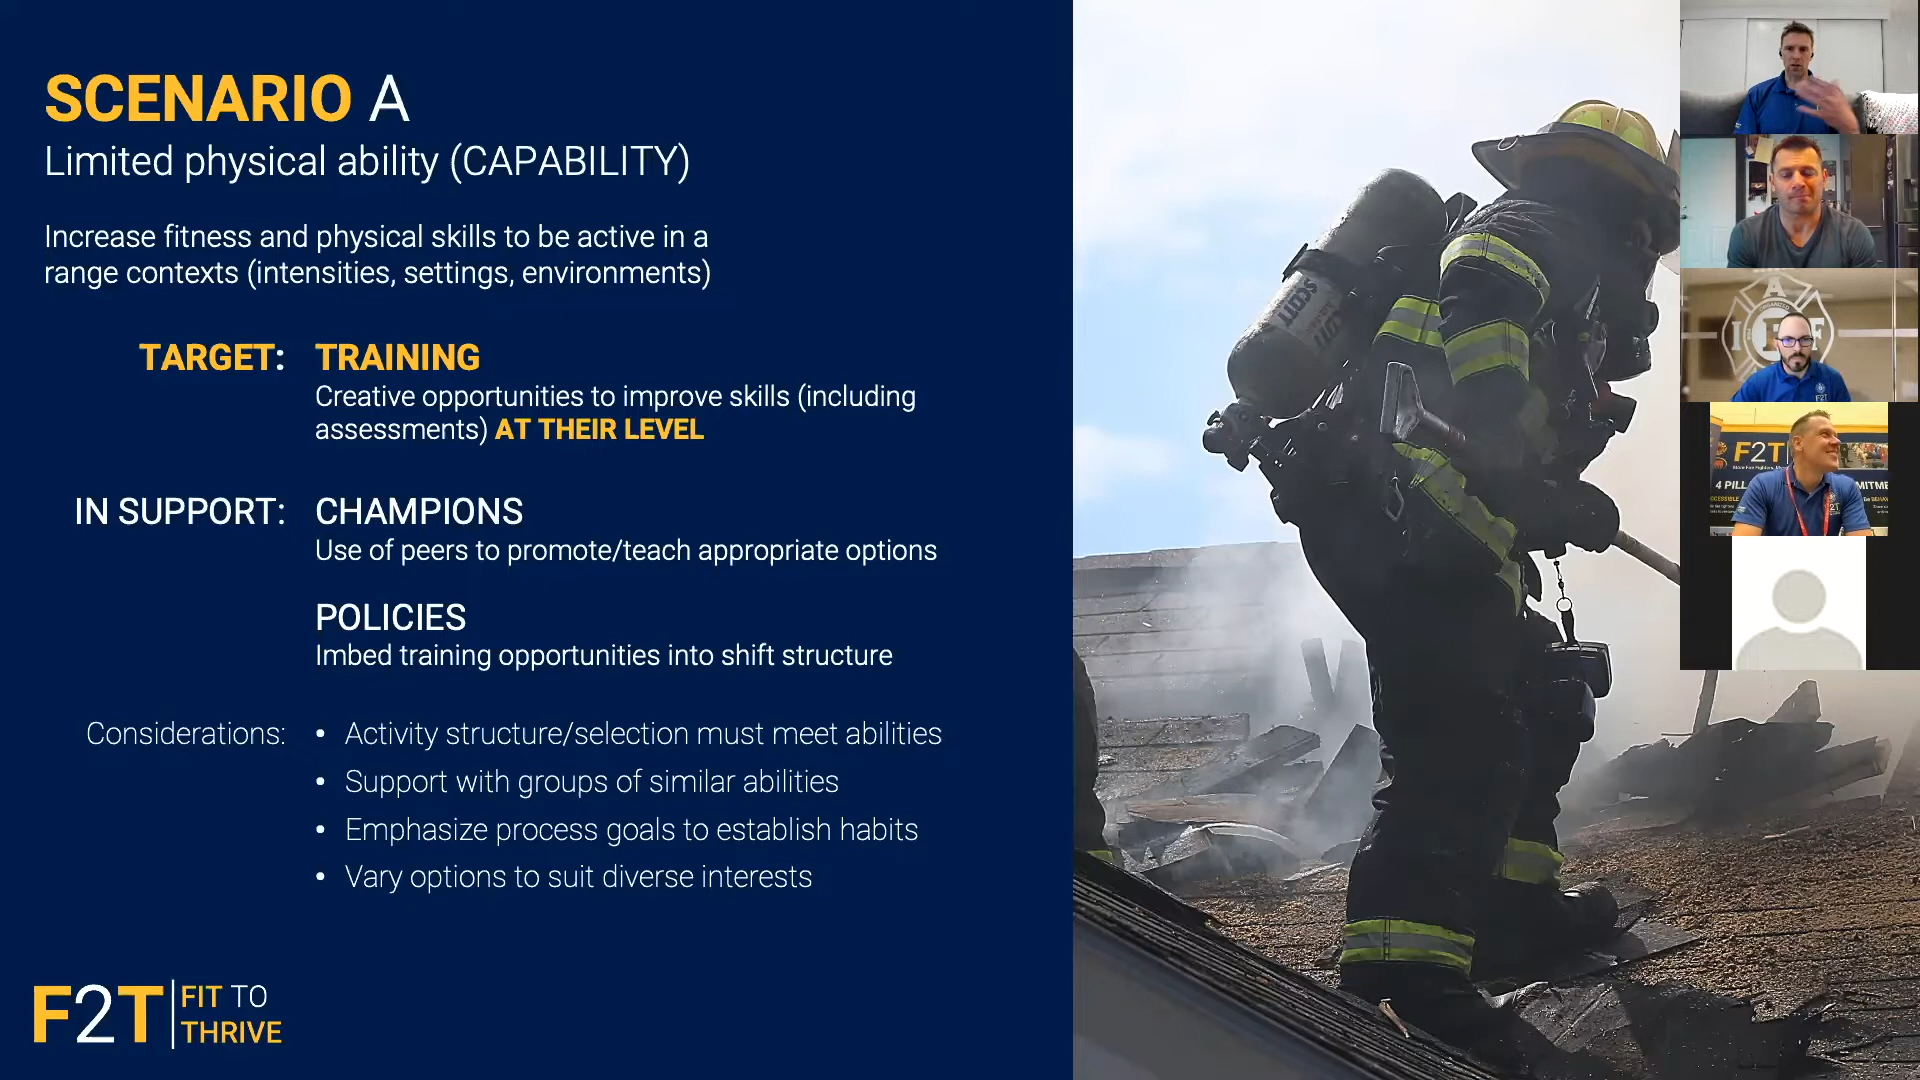 SCENARIO A
Limited physical ability (CAPABILITY)
Increase fitness and physical skills to be active in a
range contexts (intensities, settings, environments)
TARGET: TRAINING
Creative opportunities to improve skills (including
assessments) AT THEIR LEVEL
IN SUPPORT: CHAMPIONS
Use of peers to promote/teach appropriate options
POLICIES
Imbed training opportunities into shift structure
Considerations: • Activity structure/selection must meet abilities
• Support with groups of similar abilities
• Emphasize process goals to establish habits
• Vary options to suit diverse interests
F2T FIT TO
THRIVE
Scott
I A F F
F2T
F2T
4 PILL
MITME
F2T